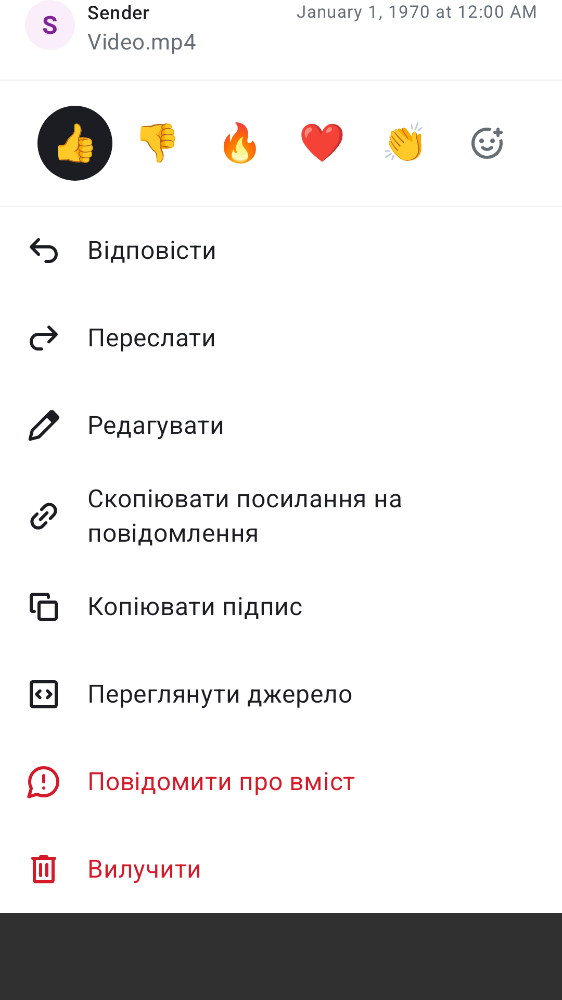 S
Sender
January 1, 1970 at 12:00 AM
Video.mp4
Відповісти
Переслати
Редагувати
Скопіювати посилання на
повідомлення
Копіювати підпис
Переглянути джерело
Повідомити про вміст
Вилучити